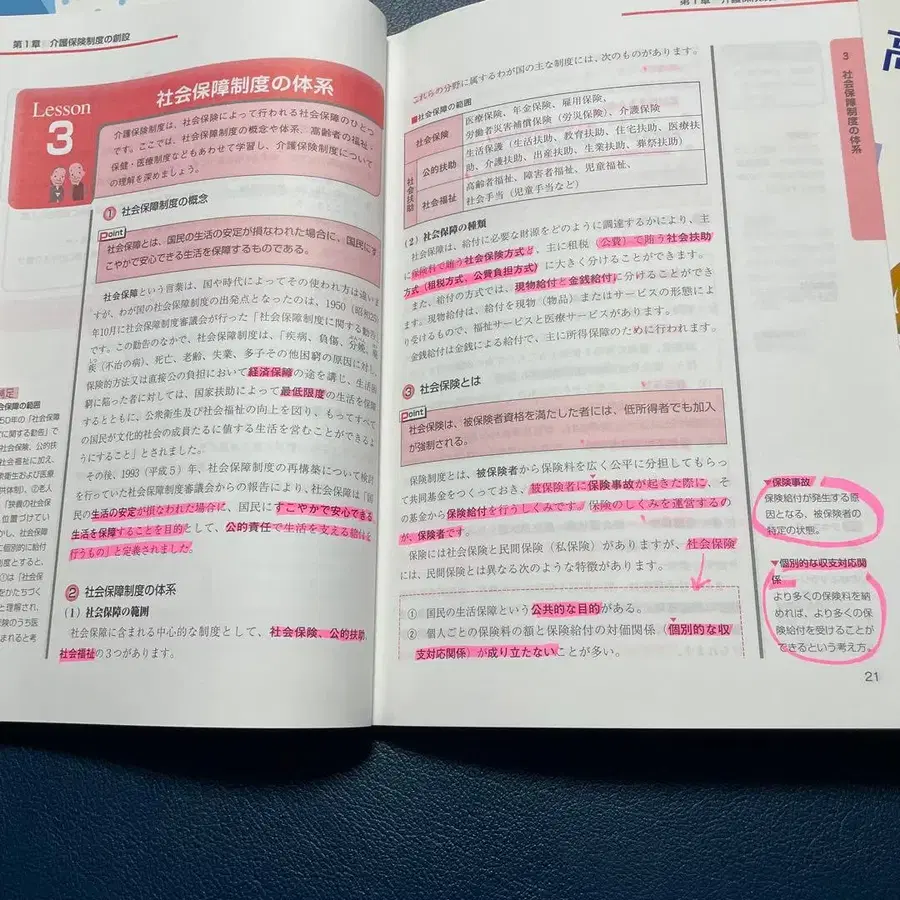 第1章 介護保険制度の創設
Lesson
3
社会保障制度の体系
介護保険制度は、社会保険によって行われる社会保障のひとつ
です。ここでは、社会保障制度の概念や体系、高齢者の福祉・
保健・医療制度などもあわせて学習し、介護保険制度について
の理解を深めましょう。
① 社会保障制度の概念
Point
社会保障とは、国民の生活の安定が損なわれた場合に、国民にす
こやかで安心できる生活を保障するものである。
社会保障という言葉は、国や時代によってその使われ方は違いま
すが、わが国の社会保障制度の出発点となったのは、1950(昭和25)
年10月に社会保障制度審議会が行った「社会保障制度に関する勧告」
です。この勧告のなかで、社会保障は、「疾病、負傷、分娩、廃
疾(不治の病)、死亡、老齢、失業、多子その他困窮の原因に対し、
保険的方法又は直接公の負担において経済保障の途を講じ、生活困
窮に陥った者に対しては、国家扶助によって最低限度の生活を保障
するとともに、公衆衛生及び社会福祉の向上を図り、もってすべて
の国民が文化的社会の成員たるに値する生活を含むことができるよ
うにすること」とされました。
その後、1993(平成5)年、社会保障制度の再構築について検討
を行っていた社会保障制度審議会からの報告により、社会保障は「国
民の生活の安定が損なわれた場合に、国民にすこやかで安心できる
生活を保障することを目的として、公的責任で生活を支える給付を
行うもの」と定義されました。
② 社会保障制度の体系
(1)社会保障の範囲
社会保障に含まれる中心的な制度として、社会保険、公的扶助、
社会福祉の3つがあります。
これらの分野に属するわが国の主な制度には、次のものがあります。
■社会保障の範囲
社会保険 医療保険、年金保険、雇用保険、
労働者災害補償保険(労災保険)、介護保険
社会扶助 公的扶助 生活保護(生活扶助、教育扶助、住宅扶助、医療扶
助、介護扶助、出産扶助、生業扶助、葬祭扶助)
社会福祉 高齢者福祉、障害者福祉、児童福祉、
社会手当(児童手当など)
(2)社会保障の種類
社会保障は、給付に必要な財源をどのように調達するかにより、主
に保険料で賄う社会保険方式と、主に租税(公費)で賄う社会扶助
方式(租税方式、公費負担方式)に大きく分けることができます。
また、給付の方式では、現物給付と金銭給付に分けることができ
ます。現物給付は、給付を現物(物品)またはサービスの形態によ
り受けるもので、福祉サービスと医療サービスがあります。
金銭給付は金銭による給付で、主に所得保障のために行われます。
③ 社会保険とは
Point
社会保険は、被保険者資格を満たした者には、低所得者でも加入
が強制される。
保険制度とは、被保険者から保険料を広く公平に分担してもらっ
て共同基金をつくっておき、被保険者に保険事故が起きた際に、そ
の基金から保険給付を行うしくみです。保険のしくみを運営するの
が、保険者です。
保険には社会保険と民間保険(私保険)がありますが、社会保険
には、民間保険とは異なる次のような特徴があります。
① 国民の生活保障という公共的な目的がある。
② 個人ごとの保険料の額と保険給付の対価関係(個別的な収
支対応関係)が成り立たないことが多い。
▼保険事故
保険給付が発生する原
因となる、被保険者の
特定の状態。
▼個別的な収支対応関
係
より多くの保険料を納
めれば、より多くの保
険給付を受けることが
できるという考え方。
3 社会保障制度の体系
21